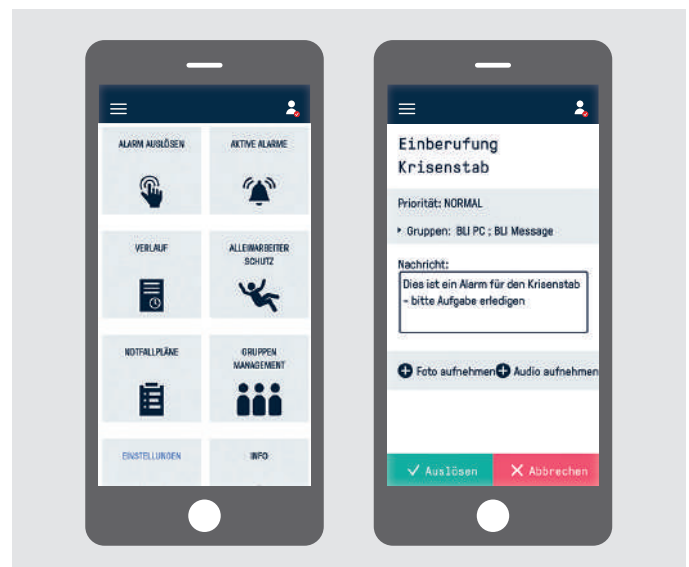 ALARM AUSLÖSEN
AKTIVE ALARME
VERLAUF
ALLEINARBEITER
SCHUTZ
NOTFALLPLÄNE
GRUPPEN
MANAGEMENT
EINSTELLUNGEN
INFO
Einberufung
Krisenstab
Priorität: NORMAL
Gruppen: BLI PC ; BLI Message
Nachricht:
Dies ist ein Alarm für den Krisenstab
- bitte Aufgabe erledigen
Foto aufnehmen
Audio aufnehmen
Auslösen
Abbrechen